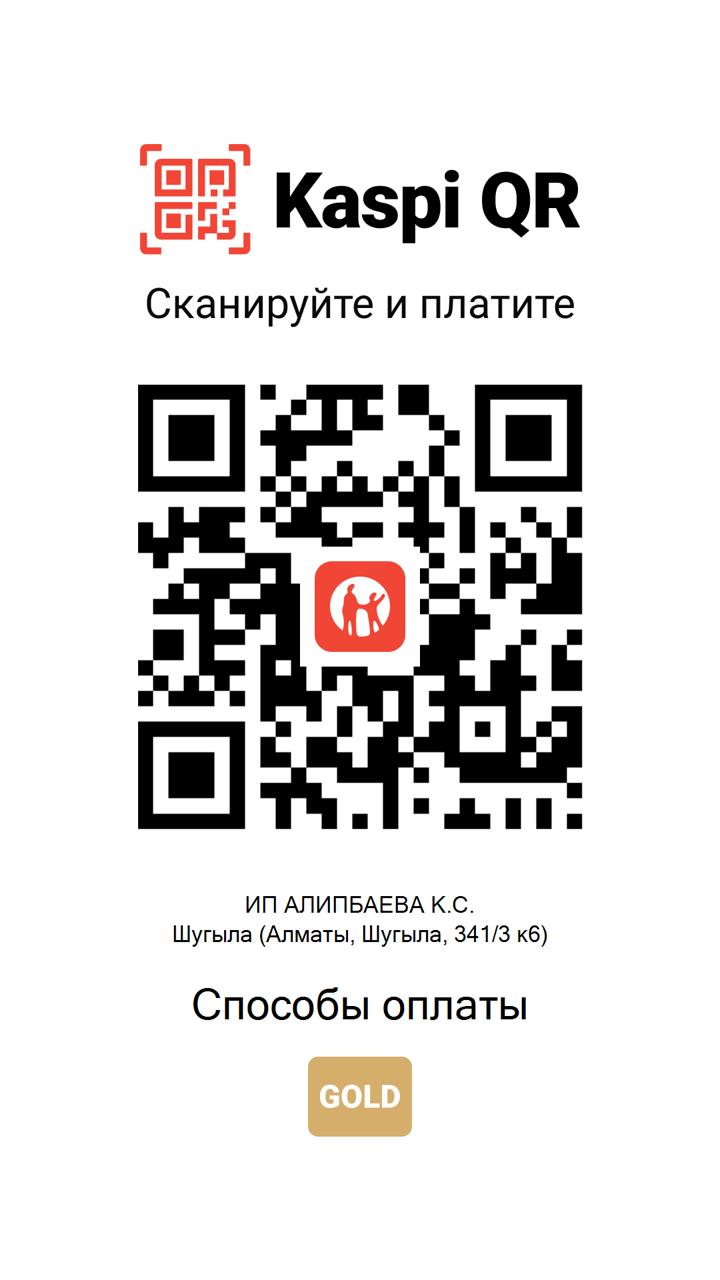 Kaspi QR
Сканируйте и платите
ИП АЛИПБАЕВА К.С.
Шугыла (Алматы, Шугыла, 341/3 к6)
Способы оплаты
GOLD